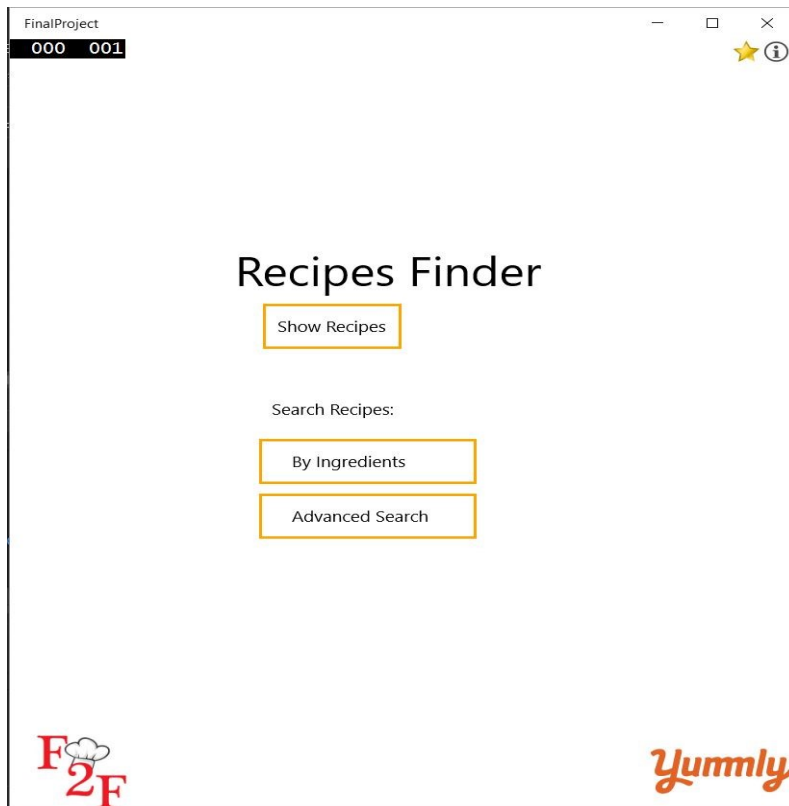 FinalProject
000 001
Recipes Finder
Show Recipes
Search Recipes:
By Ingredients
Advanced Search
F2F
Yummly